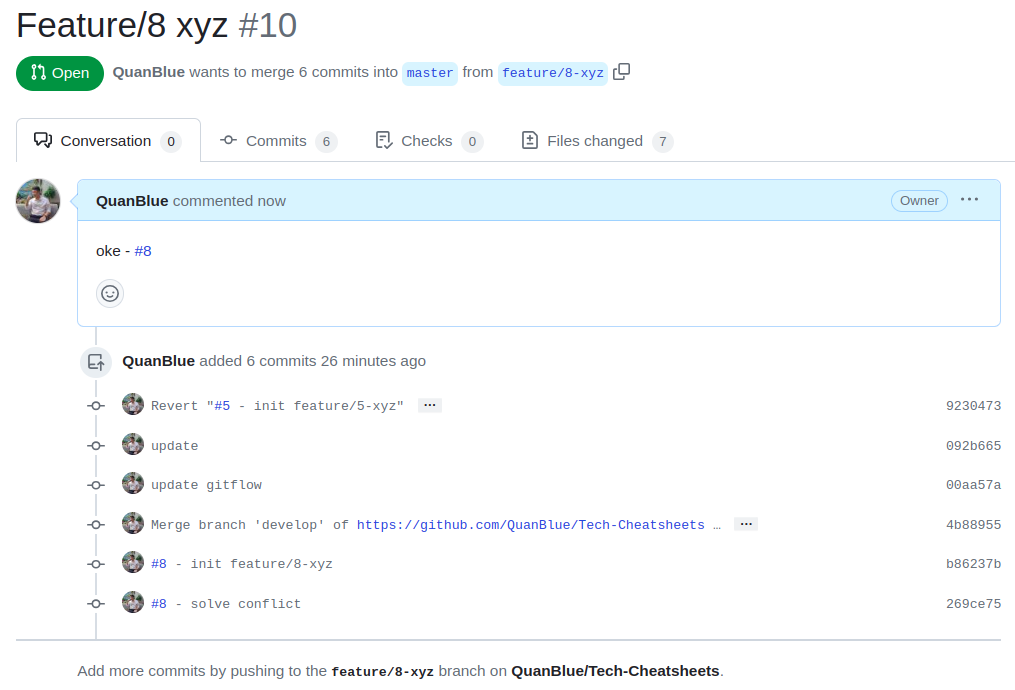 Feature/8 xyz #10
Open QuanBlue wants to merge 6 commits into master from feature/8-xyz
Conversation 0 Commits 6 Checks 0 Files changed 7
QuanBlue commented now Owner ...
oke - #8
QuanBlue added 6 commits 26 minutes ago
Revert "#5 - init feature/5-xyz" ... 9230473
update 092b665
update gitflow 00aa57a
Merge branch 'develop' of https://github.com/QuanBlue/Tech-Cheatsheets … ... 4b88955
#8 - init feature/8-xyz b86237b
#8 - solve conflict 269ce75
Add more commits by pushing to the feature/8-xyz branch on QuanBlue/Tech-Cheatsheets.